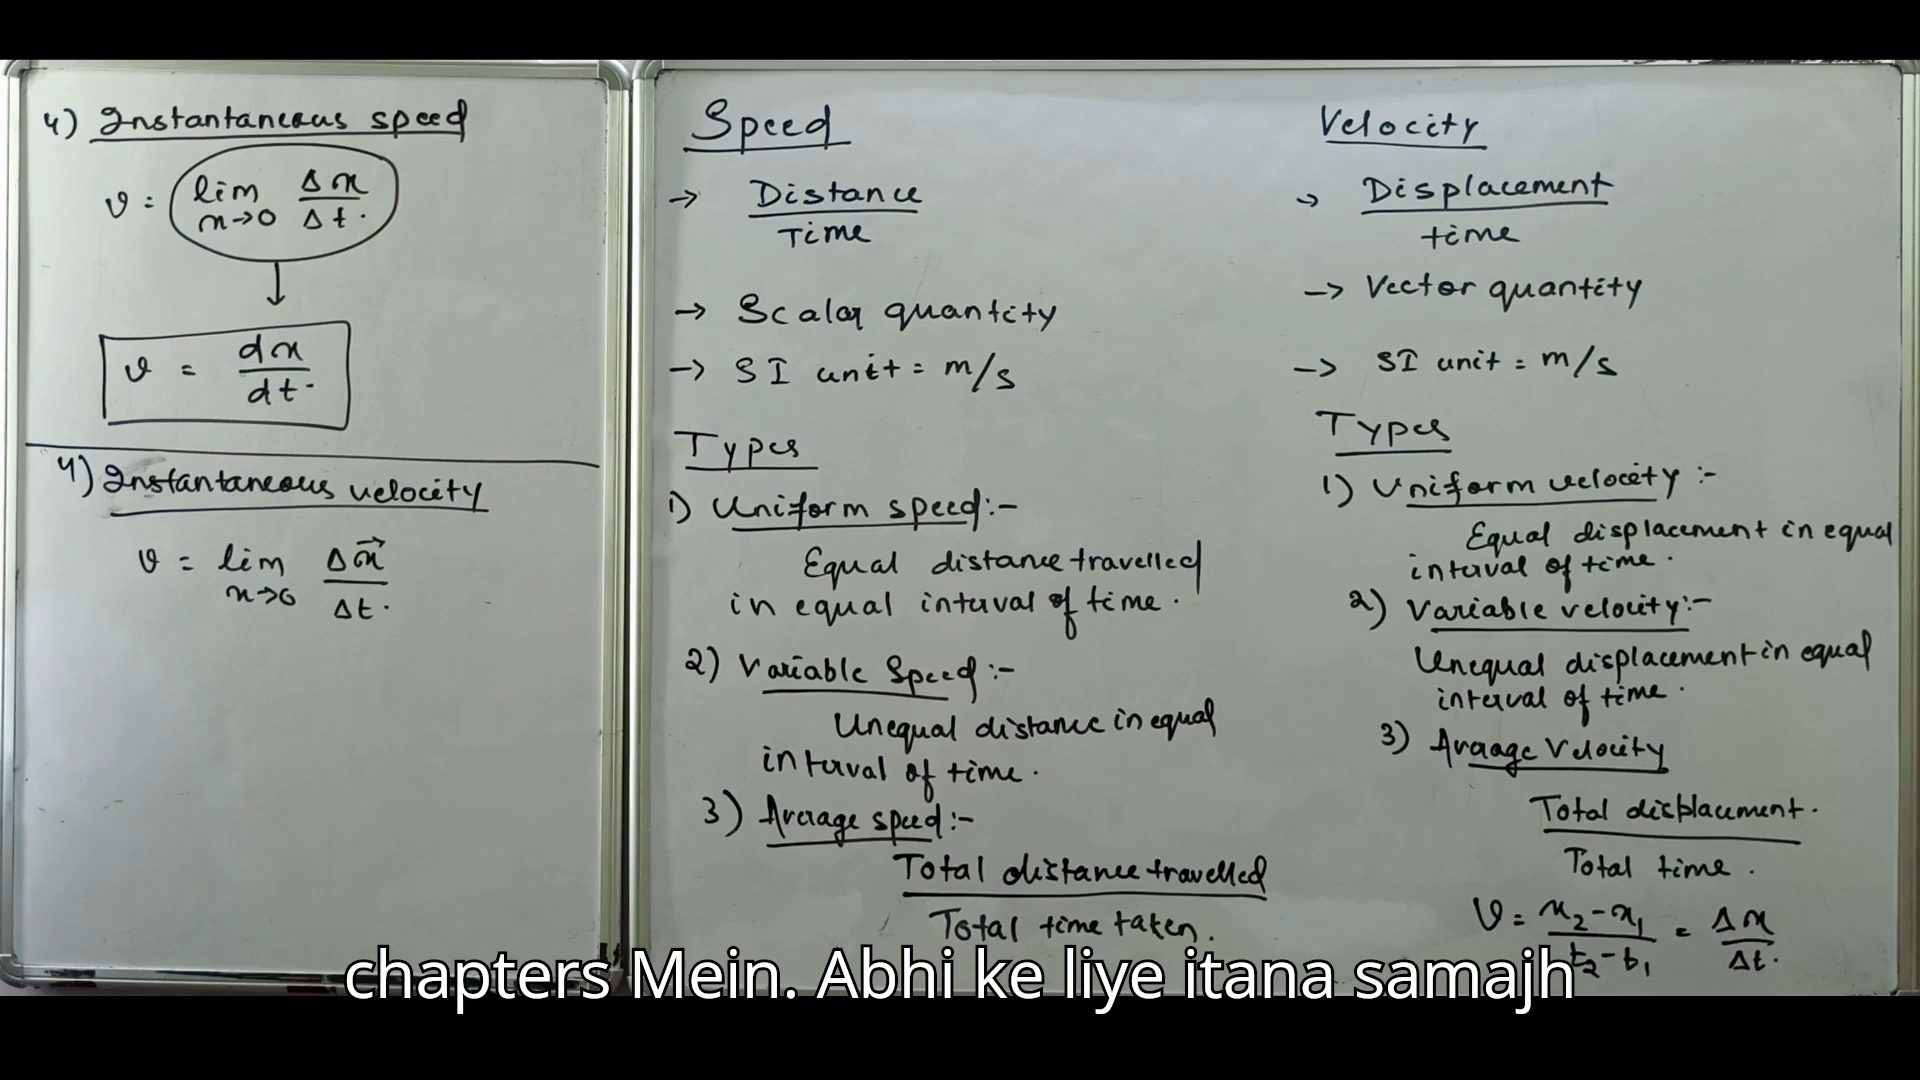 4) Instantaneous speed
v = lim Δx
x→0 Δt.
v = dx
dt.
4) Instantaneous velocity
v = lim Δx⃗
x→0 Δt.
Speed
→ Distance
Time
→ Scalar quantity
→ SI unit = m/s
Types
1) Uniform speed:-
Equal distance travelled
in equal interval of time.
2) Variable Speed:-
Unequal distance in equal
interval of time.
3) Average speed:-
Total distance travelled
Total time taken.
Velocity
→ Displacement
time
→ Vector quantity
→ SI unit = m/s
Types
1) Uniform velocity:-
Equal displacement in equal
interval of time.
2) Variable velocity:-
Unequal displacement in equal
interval of time.
3) Average Velocity
Total displacement.
Total time.
v = x₂-x₁ = Δx
t₂-t₁ Δt.
chapters Mein. Abhi ke liye itana samajh